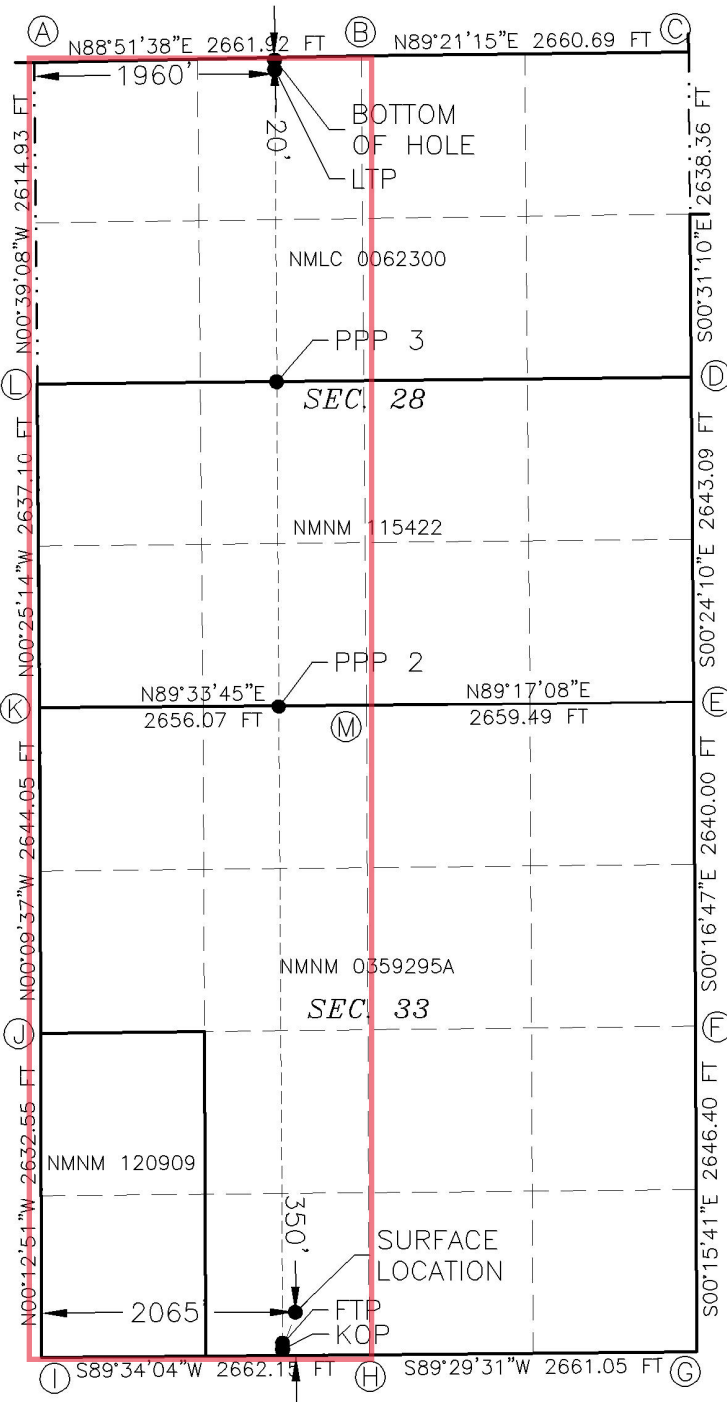 A
B
C
N88°51'38"E 2661.92 FT
N89°21'15"E 2660.69 FT
1960'
20'
BOTTOM
OF HOLE
LTP
N00°39'08"W 2614.93 FT
S00°31'10"E 2638.36 FT
NMLC 0062300
PPP 3
L
D
SEC. 28
N00°25'14"W 2637.10 FT
S00°24'10"E 2643.09 FT
NMNM 115422
PPP 2
K
N89°33'45"E
2656.07 FT
M
N89°17'08"E
2659.49 FT
E
N00°09'37"W 2644.05 FT
S00°16'47"E 2640.00 FT
NMNM 0359295A
SEC. 33
J
F
N00°12'51"W 2632.55 FT
S00°15'41"E 2646.40 FT
NMNM 120909
350'
SURFACE
LOCATION
2065'
FTP
KOP
I
S89°34'04"W 2662.15 FT
H
S89°29'31"W 2661.05 FT
G